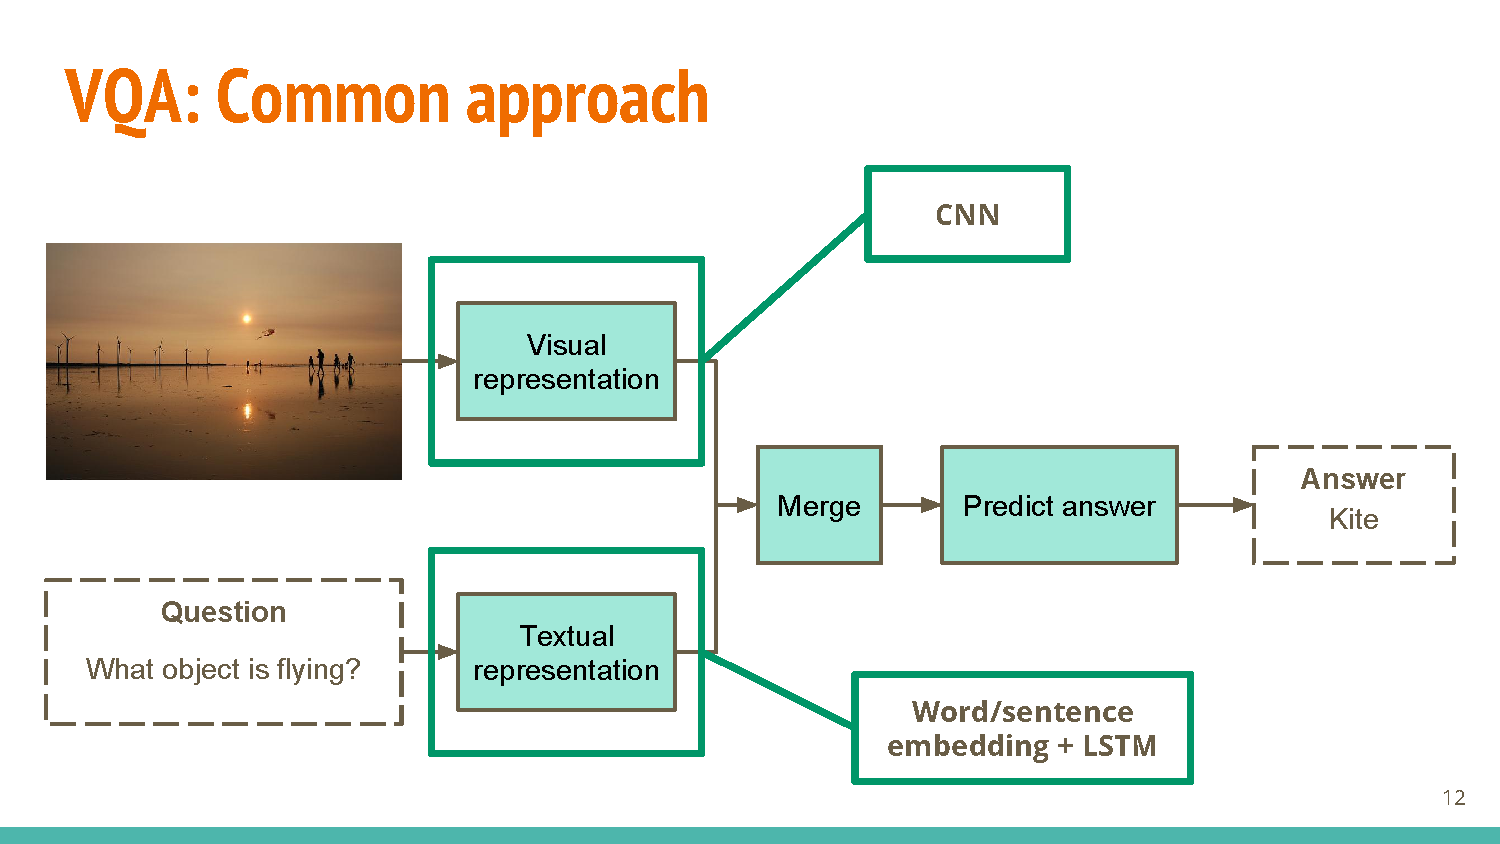 VQA: Common approach
CNN
Visual
representation
Merge
Predict answer
Answer
Kite
Question
What object is flying?
Textual
representation
Word/sentence
embedding + LSTM
12